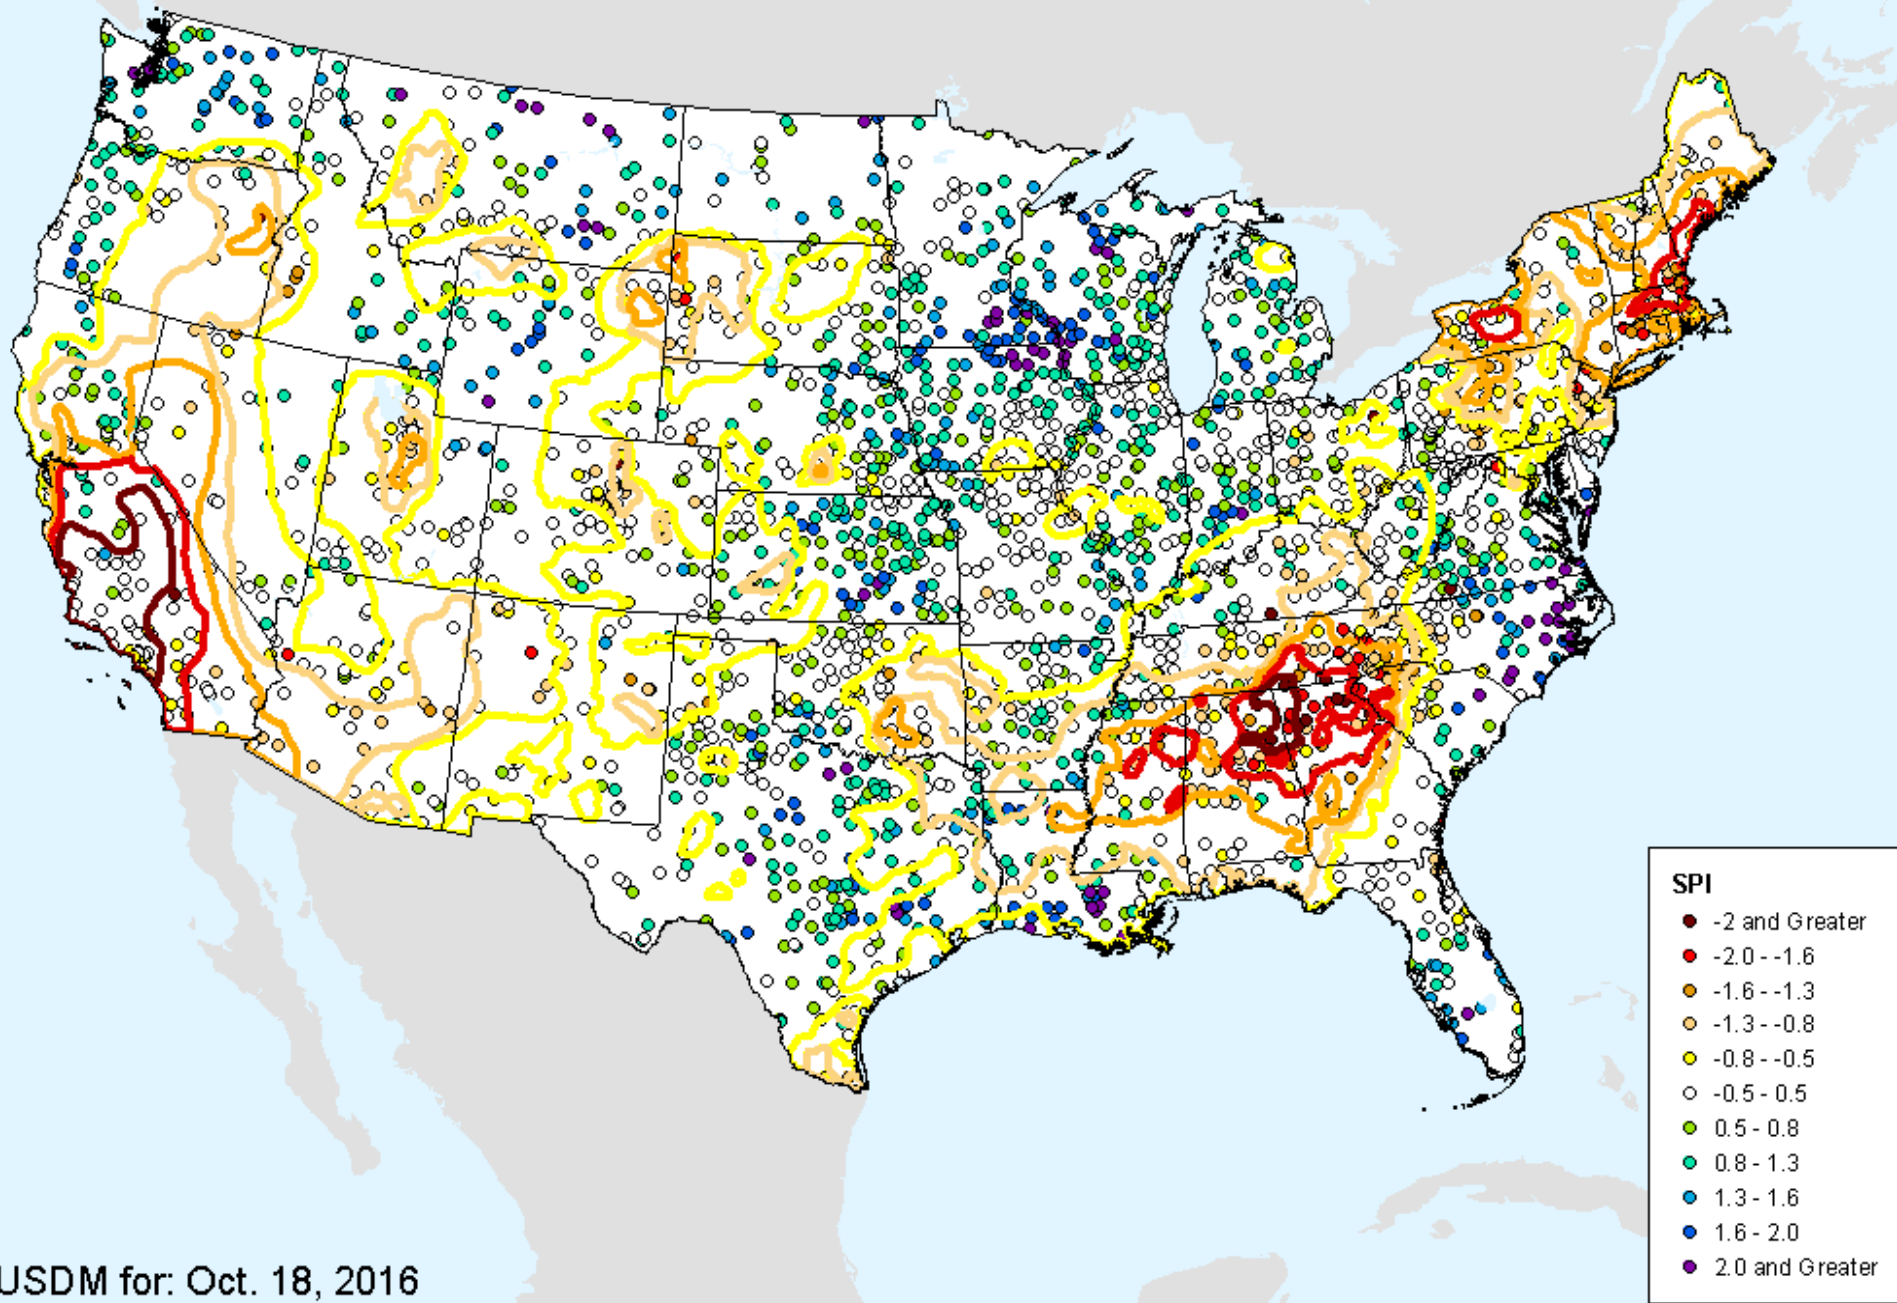 SPI
-2 and Greater
-2.0 - -1.6
-1.6 - -1.3
-1.3 - -0.8
-0.8 - -0.5
-0.5 - 0.5
0.5 - 0.8
0.8 - 1.3
1.3 - 1.6
1.6 - 2.0
2.0 and Greater
USDM for: Oct. 18, 2016